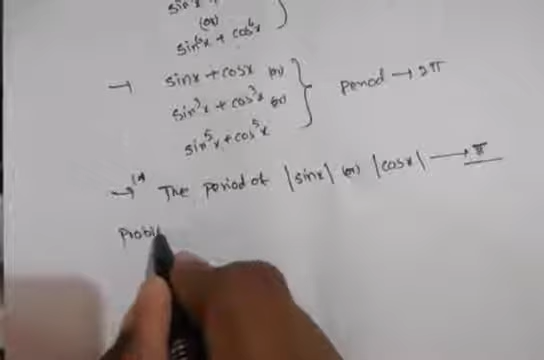 (or)
sin⁶x + cos⁶x
→ sinx + cosx (or)
sin³x + cos³x (or) } period → 2π
sin⁵x + cos⁵x
→ The period of |sinx| (or) |cosx| → π